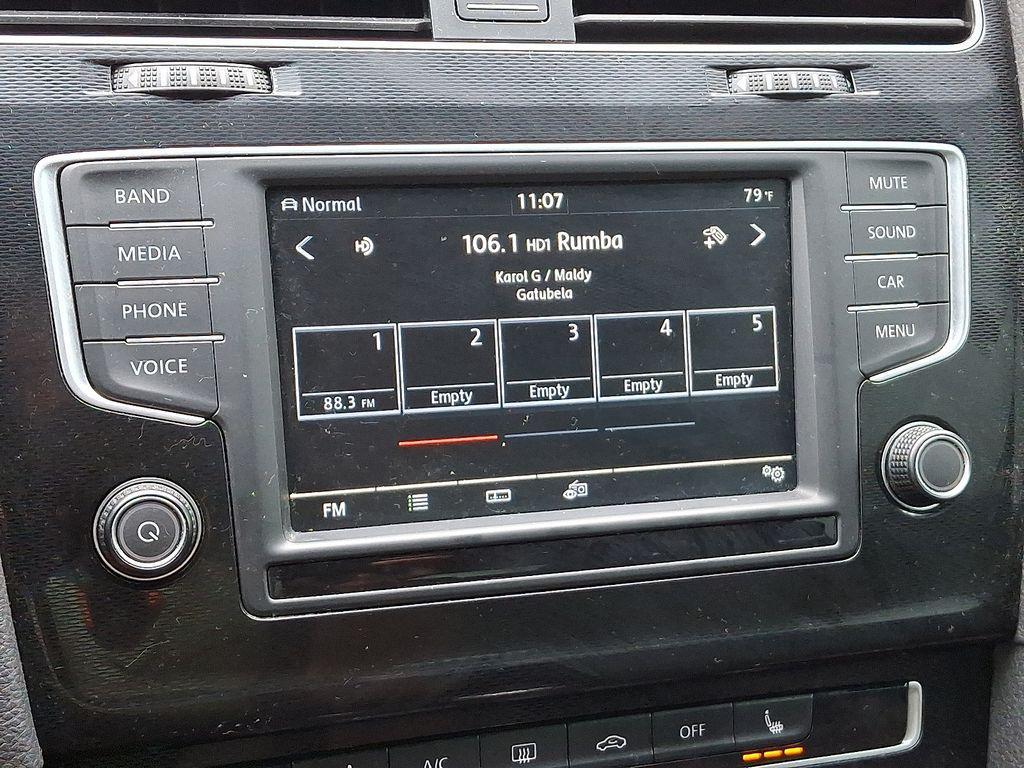 BAND
MEDIA
PHONE
VOICE
Normal 11:07 79°F
106.1 HD1 Rumba
Karol G / Maldy
Gatubela
1 2 3 4 5
88.3 FM Empty Empty Empty Empty
FM
MUTE
SOUND
CAR
MENU
A/C
OFF